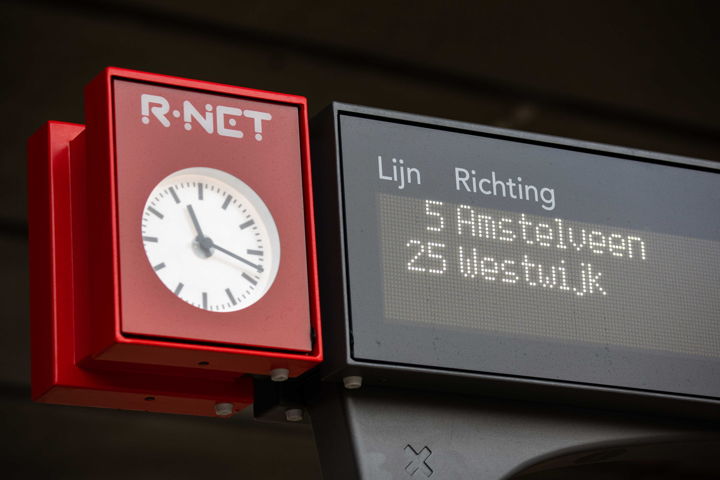 R·NET
Lijn Richting
5 Amstelveen
25 Westwijk